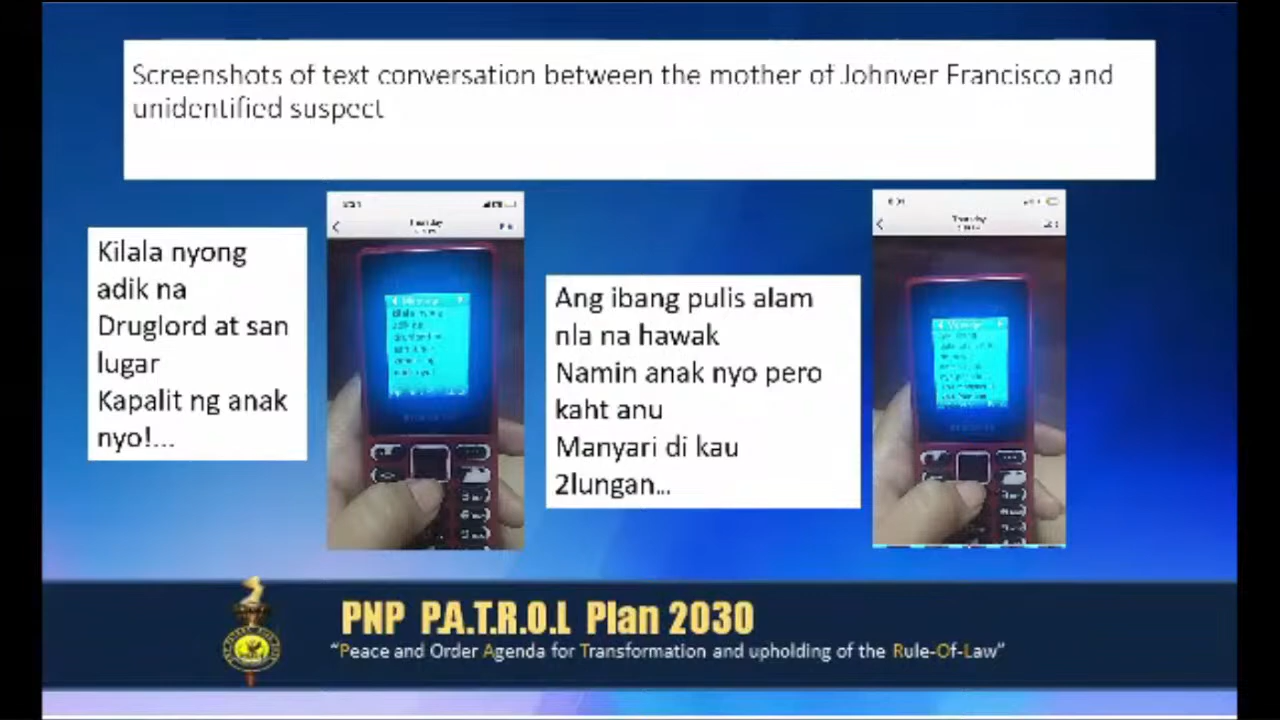 Screenshots of text conversation between the mother of Johnver Francisco and
unidentified suspect
Kilala nyong
adik na
Druglord at san
lugar
Kapalit ng anak
nyo!...
Ang ibang pulis alam
nla na hawak
Namin anak nyo pero
kaht anu
Manyari di kau
2lungan...
PNP P.A.T.R.O.L Plan 2030
“Peace and Order Agenda for Transformation and upholding of the Rule-Of-Law”